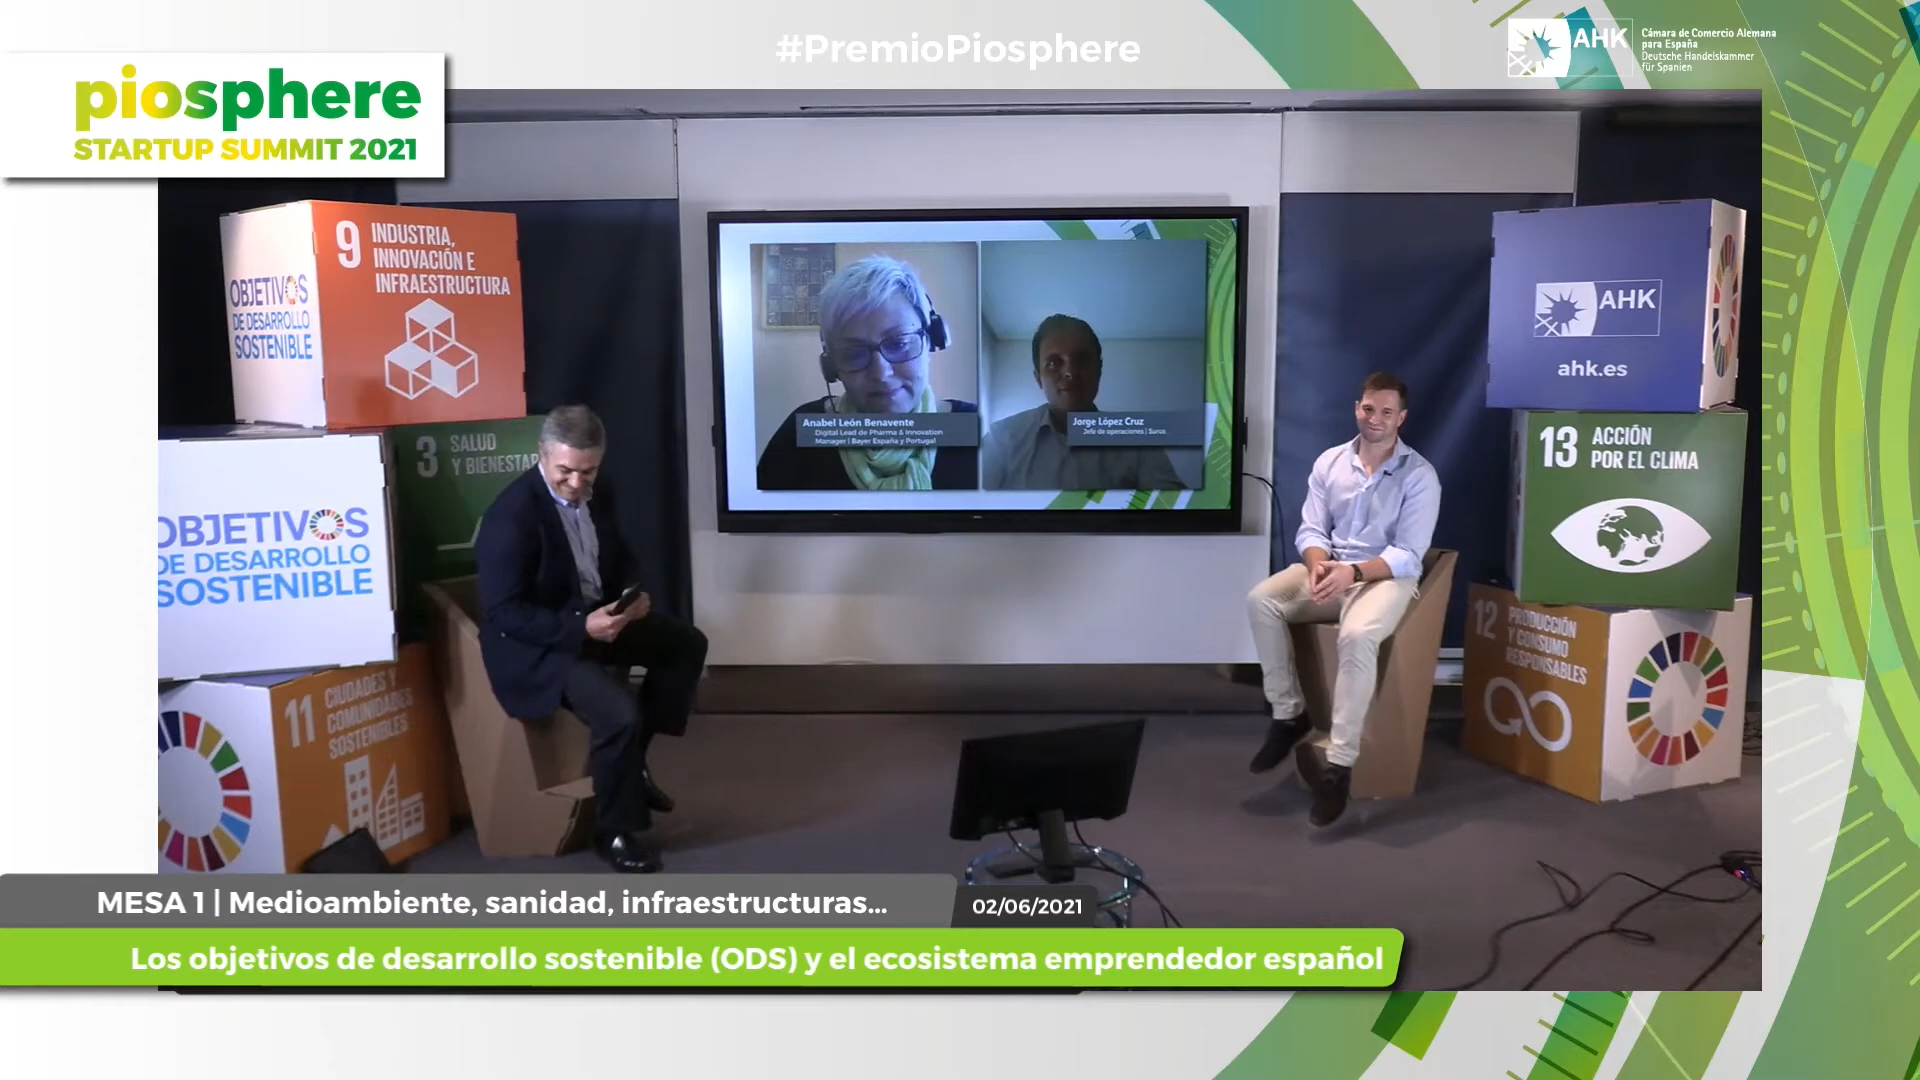 #PremioPiosphere
AHK
Cámara de Comercio Alemana
para España
Deutsche Handelskammer
für Spanien
piosphere
STARTUP SUMMIT 2021
9 INDUSTRIA,
INNOVACIÓN E
INFRAESTRUCTURA
OBJETIVOS
DE DESARROLLO
SOSTENIBLE
3 SALUD
Y BIENESTAR
OBJETIVOS
DE DESARROLLO
SOSTENIBLE
11 CIUDADES Y
COMUNIDADES
SOSTENIBLES
Anabel León Benavente
Digital Lead de Pharma & Innovation
Manager | Bayer España y Portugal
Jorge López Cruz
Jefe de operaciones | Surus
AHK
ahk.es
13 ACCIÓN
POR EL CLIMA
12 PRODUCCIÓN
Y CONSUMO
RESPONSABLES
MESA 1 | Medioambiente, sanidad, infraestructuras...
02/06/2021
Los objetivos de desarrollo sostenible (ODS) y el ecosistema emprendedor español